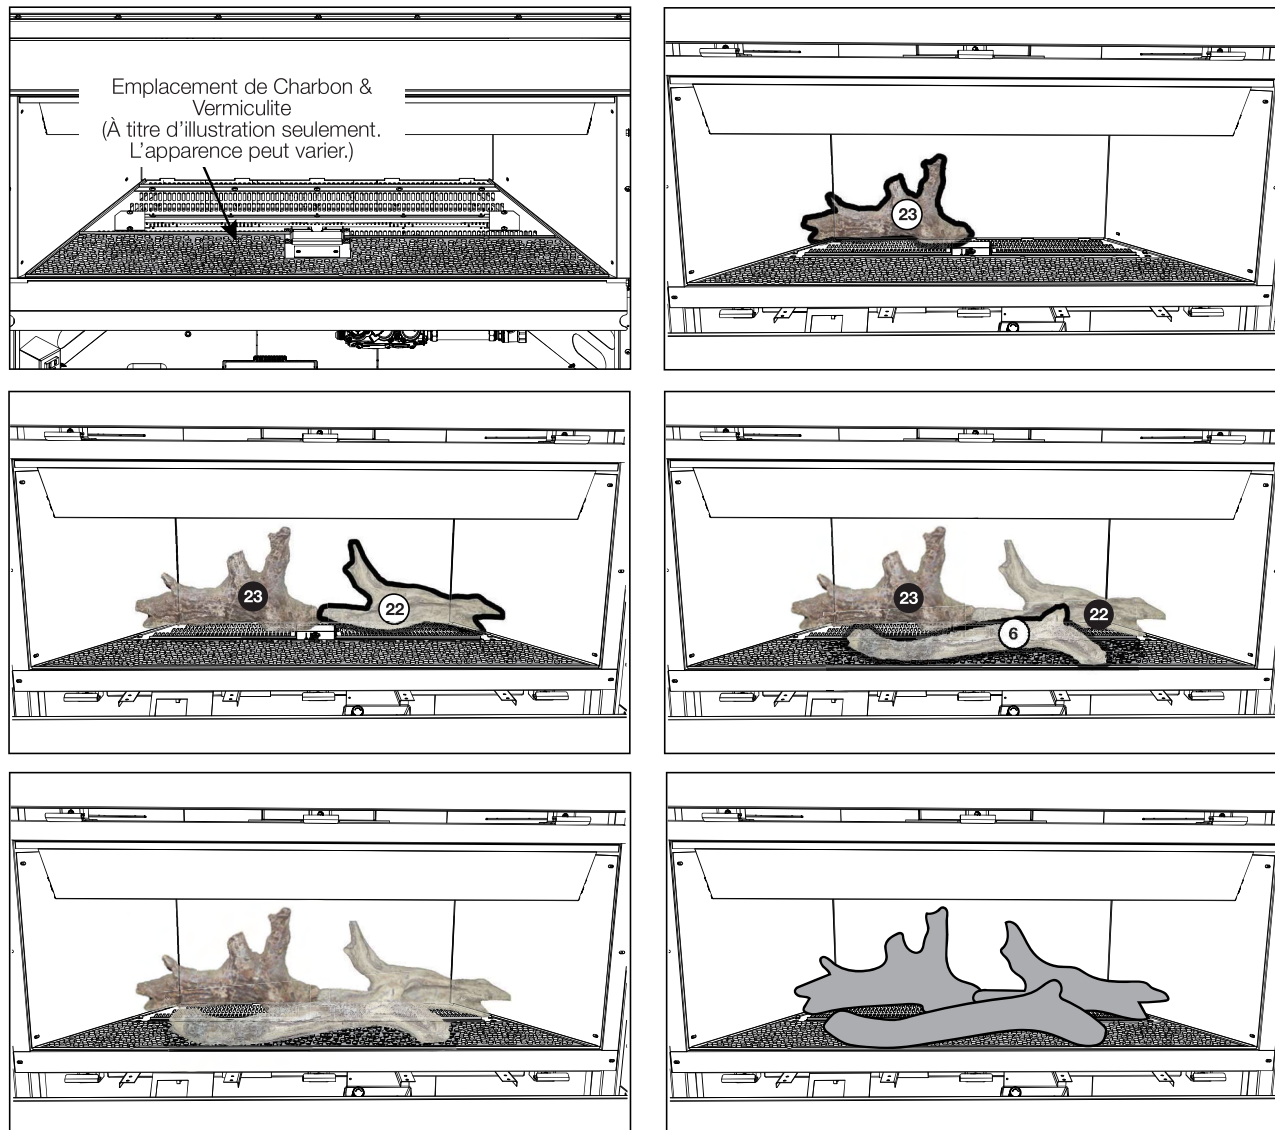 Emplacement de Charbon &
Vermiculite
(À titre d'illustration seulement.
L'apparence peut varier.)
23
23
22
23
22
6